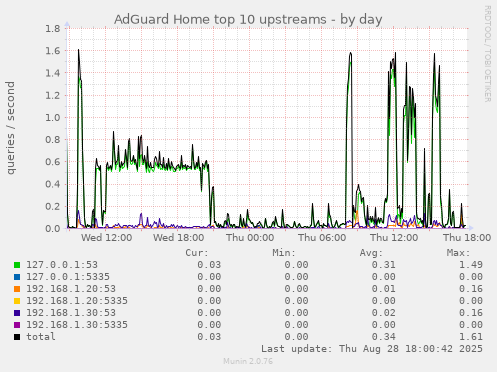 AdGuard Home top 10 upstreams - by day
RRDTOOL / TOBI OETIKER
queries / second
1.8
1.6
1.4
1.2
1.0
0.8
0.6
0.4
0.2
0.0
Wed 12:00 Wed 18:00 Thu 00:00 Thu 06:00 Thu 12:00 Thu 18:00
Cur: Min: Avg: Max:
127.0.0.1:53 0.03 0.00 0.31 1.49
127.0.0.1:5335 0.00 0.00 0.00 0.00
192.168.1.20:53 0.00 0.00 0.01 0.16
192.168.1.20:5335 0.00 0.00 0.00 0.00
192.168.1.30:53 0.00 0.00 0.02 0.16
192.168.1.30:5335 0.00 0.00 0.00 0.00
total 0.03 0.00 0.34 1.61
Last update: Thu Aug 28 18:00:42 2025
Munin 2.0.76